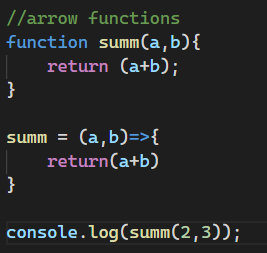 //arrow functions
function summ(a,b){
    return (a+b);
}
summ = (a,b)=>{
    return(a+b)
}
console.log(summ(2,3));